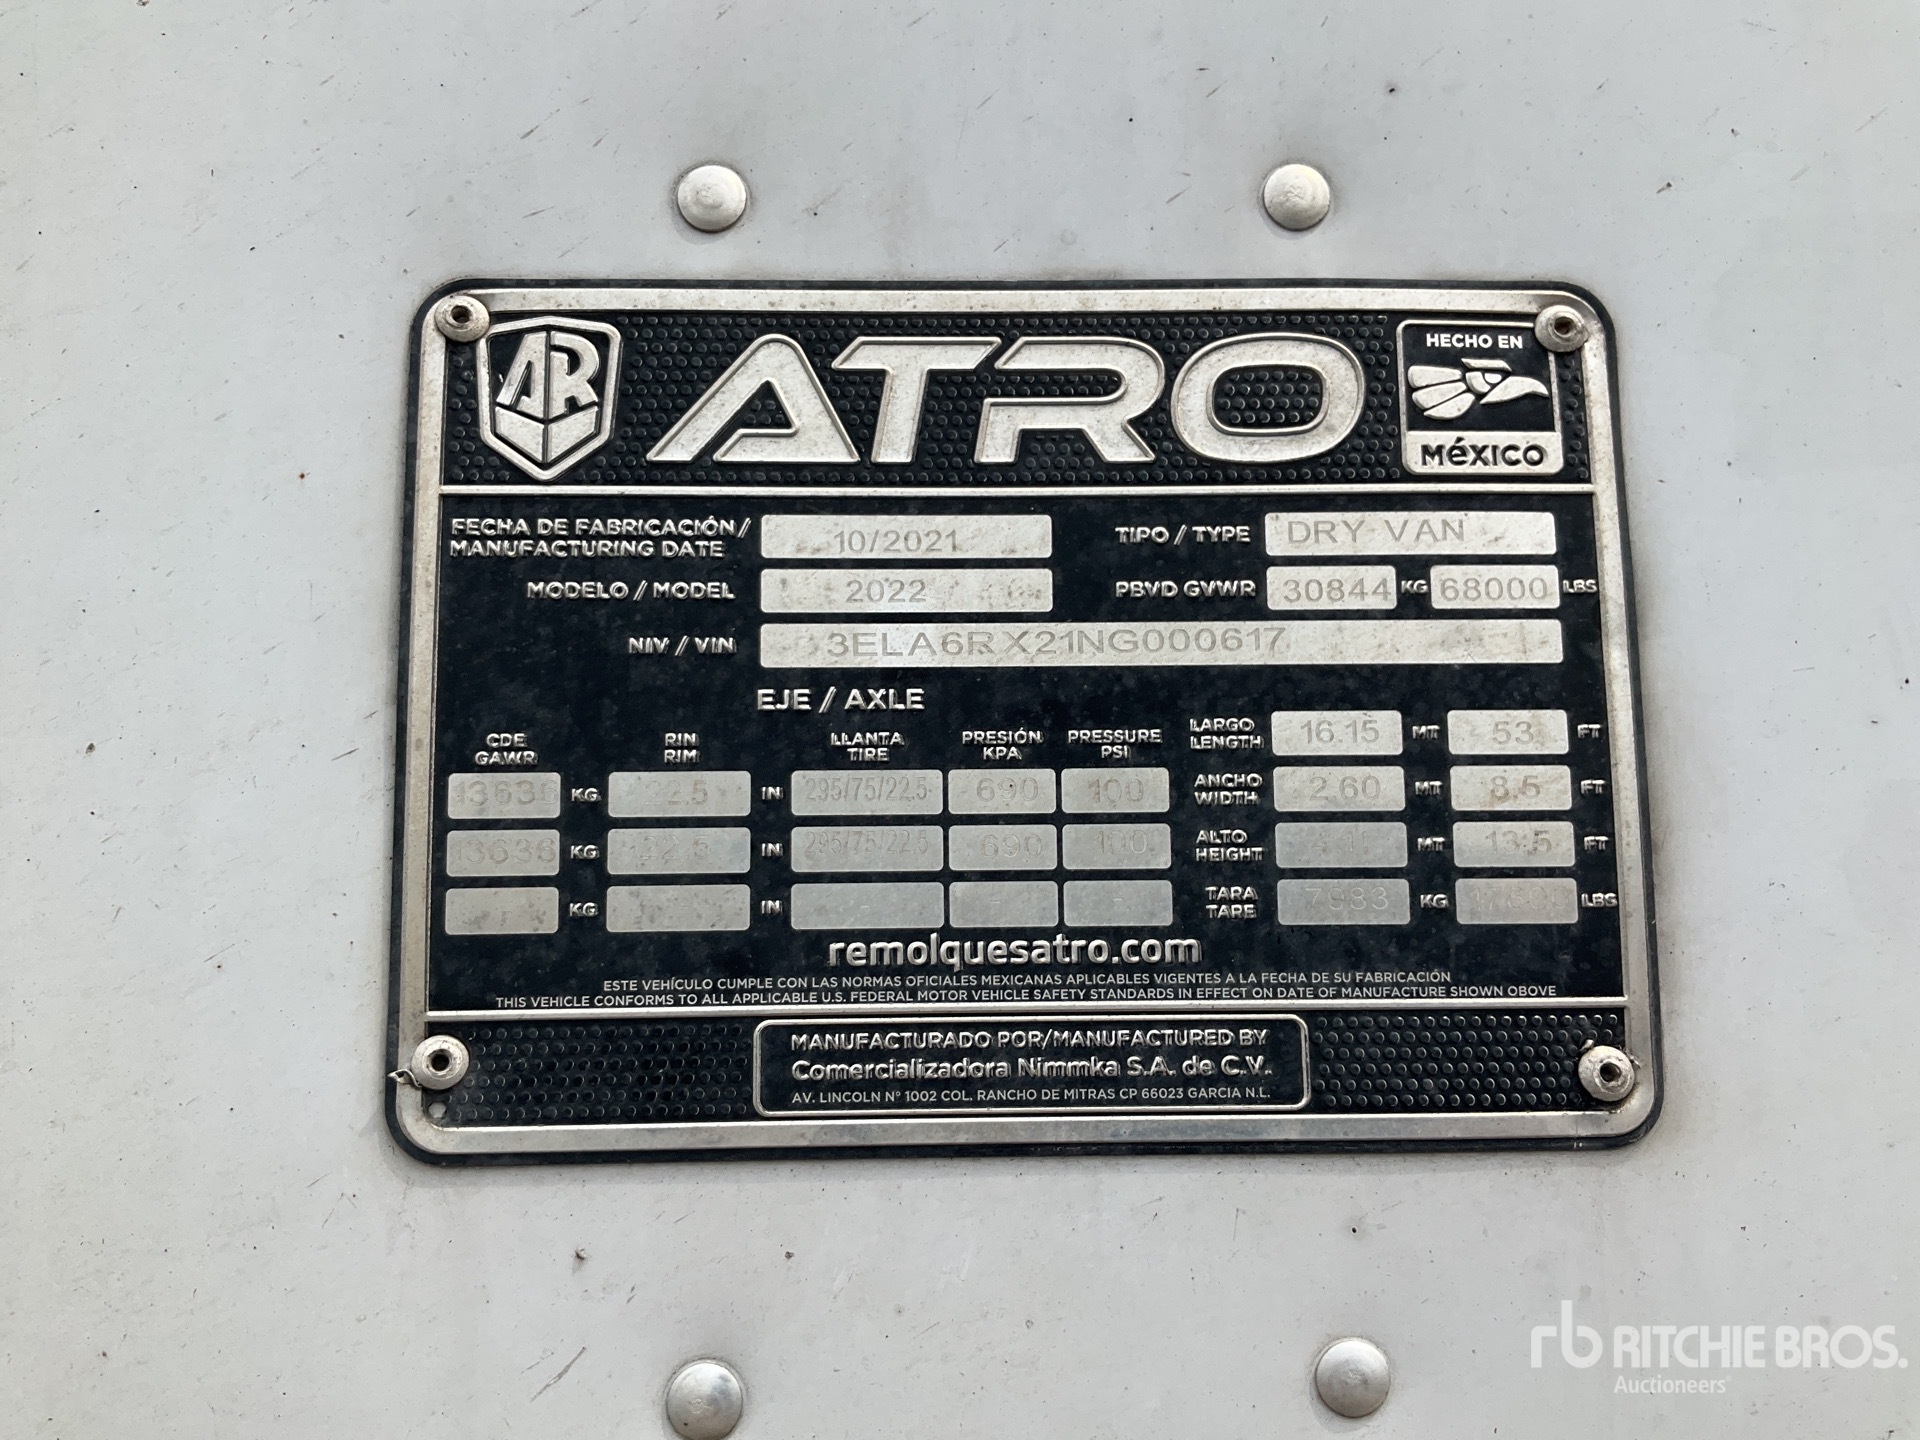 AR ATRO
HECHO EN
MéXICO
FECHA DE FABRICACIÓN /
MANUFACTURING DATE
10/2021
TIPO / TYPE DRY VAN
MODELO / MODEL 2022
PBVD GVWR 30844 KG 68000 LBS
NIV / VIN 3ELA6RX21NG000617
EJE / AXLE
CDE
GAWR
RIN
RIM
LLANTA
TIRE
PRESIÓN
KPA
PRESSURE
PSI
13636 KG 22.5 IN 295/75/22.5 690 100
13636 KG 22.5 IN 295/75/22.5 690 100
- KG - IN - - -
LARGO
LENGTH
16.15 MT 53 FT
ANCHO
WIDTH
2.60 MT 8.5 FT
ALTO
HEIGHT
MT 13.5 FT
TARA
TARE
7983 KG 17600 LBS
remolquesatro.com
ESTE VEHÍCULO CUMPLE CON LAS NORMAS OFICIALES MEXICANAS APLICABLES VIGENTES A LA FECHA DE SU FABRICACIÓN
THIS VEHICLE CONFORMS TO ALL APPLICABLE U.S. FEDERAL MOTOR VEHICLE SAFETY STANDARDS IN EFFECT ON DATE OF MANUFACTURE SHOWN OBOVE
MANUFACTURADO POR/MANUFACTURED BY
Comercializadora Nimmka S.A. de C.V.
AV. LINCOLN N° 1002 COL. RANCHO DE MITRAS CP 66023 GARCIA N.L.
rb RITCHIE BROS.
Auctioneers